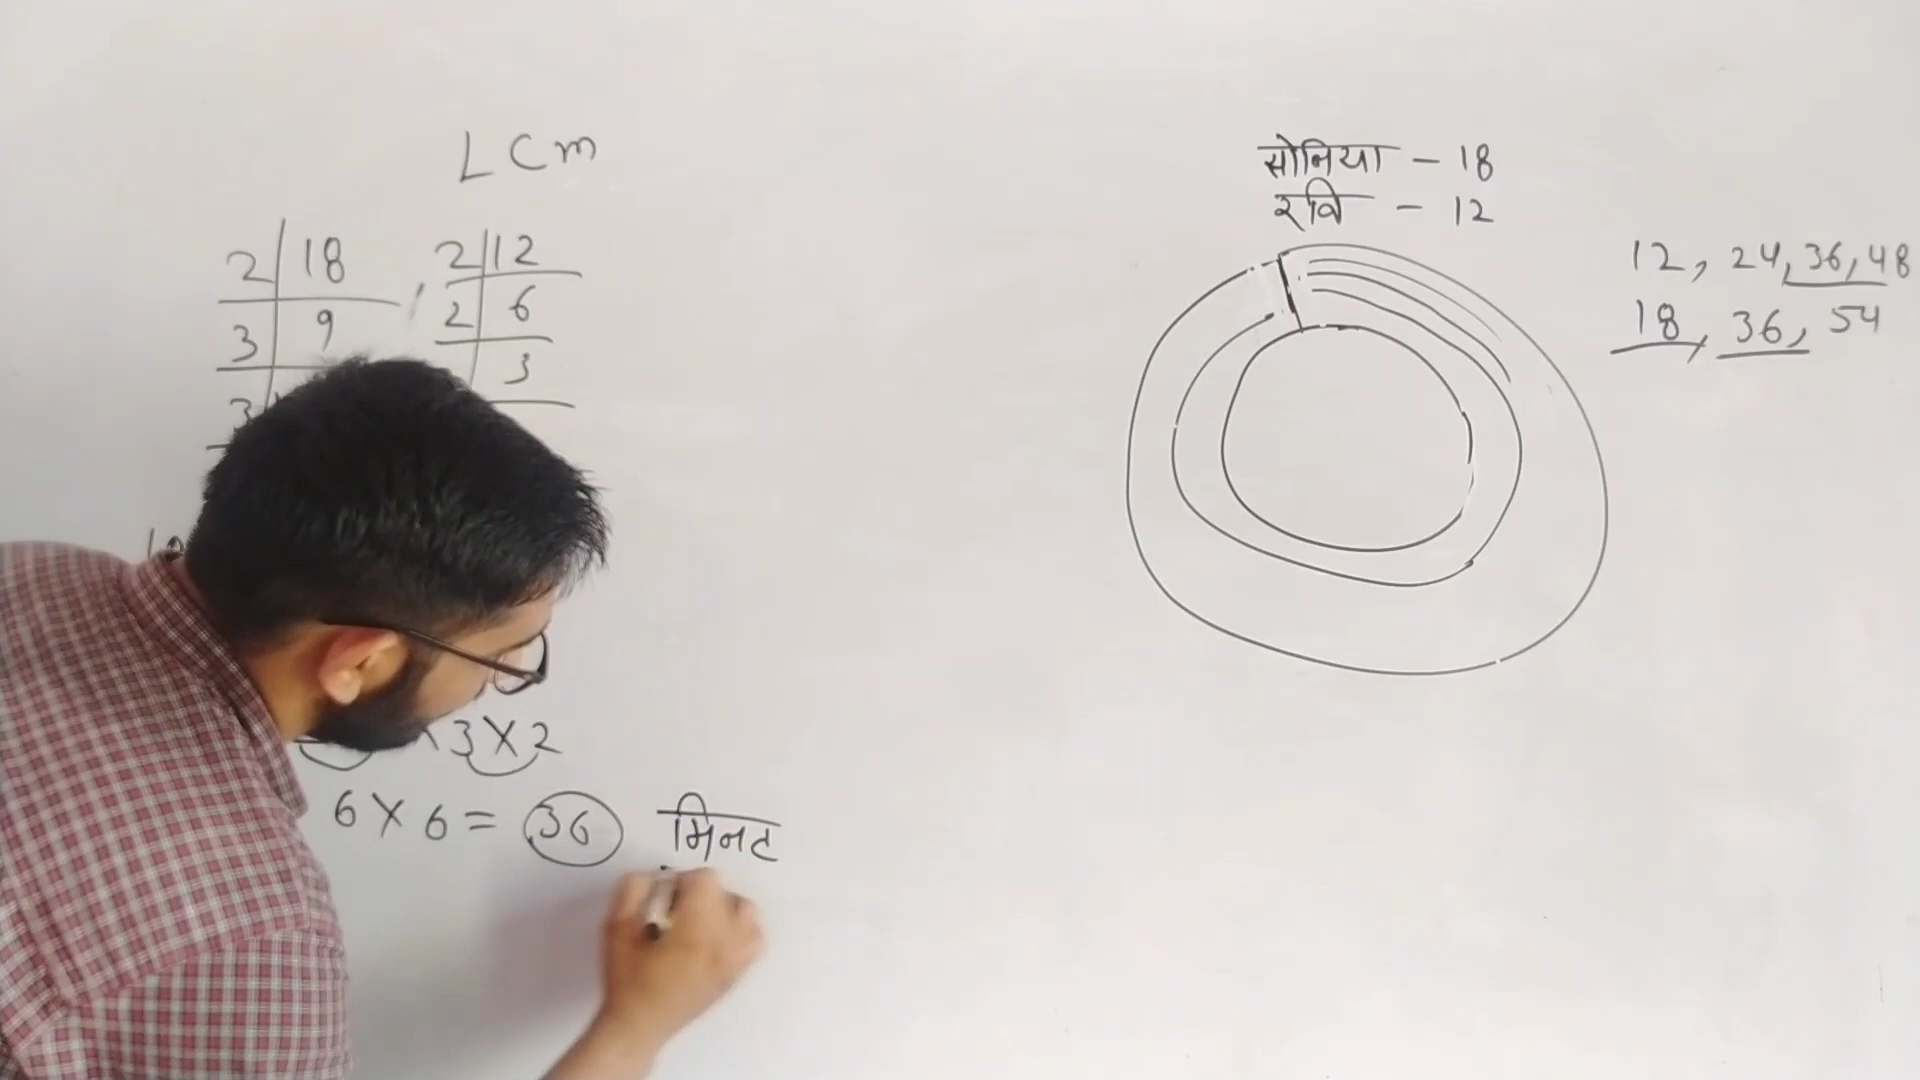 LCm
2 | 18 , 2 | 12
3 | 9 2 | 6
3 3
3 X 2
6 X 6 = 36 मिनट
सोनिया - 18
रवि - 12
12, 24, 36, 48
18, 36, 54